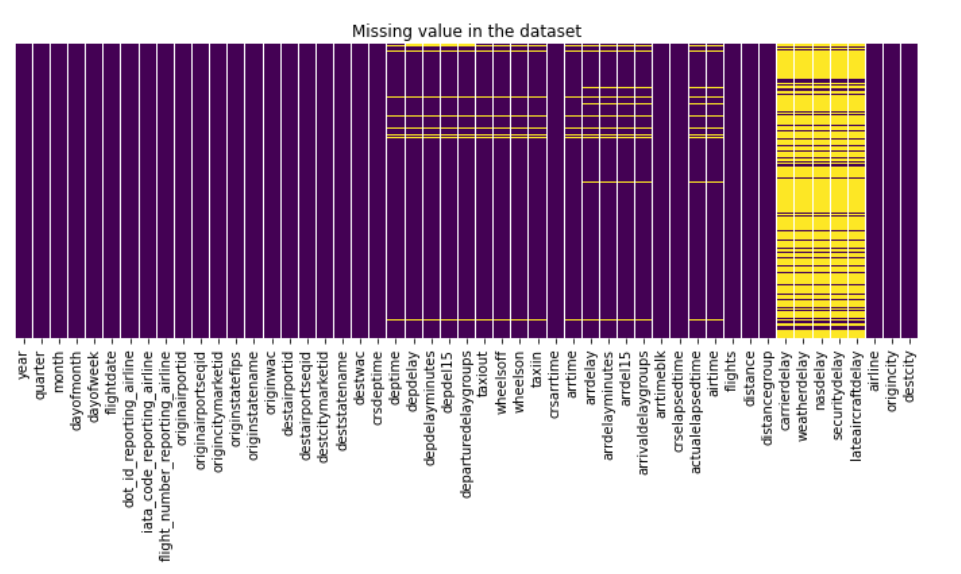 Missing value in the dataset
year
quarter
month
dayofmonth
dayofweek
flightdate
dot_id_reporting_airline
iata_code_reporting_airline
flight_number_reporting_airline
originairportid
originairportseqid
origincitymarketid
originstatefips
originstatename
originwac
destairportid
destairportseqid
destcitymarketid
deststatename
destwac
crsdeptime
deptime
depdelay
depdelayminutes
depdel15
departuredelaygroups
taxiout
wheelsoff
wheelson
taxiin
crsarrtime
arrtime
arrdelay
arrdelayminutes
arrdel15
arrivaldelaygroups
arrtimeblk
crselapsedtime
actualelapsedtime
airtime
flights
distance
distancegroup
carrierdelay
weatherdelay
nasdelay
securitydelay
lateaircraftdelay
airline
origincity
destcity